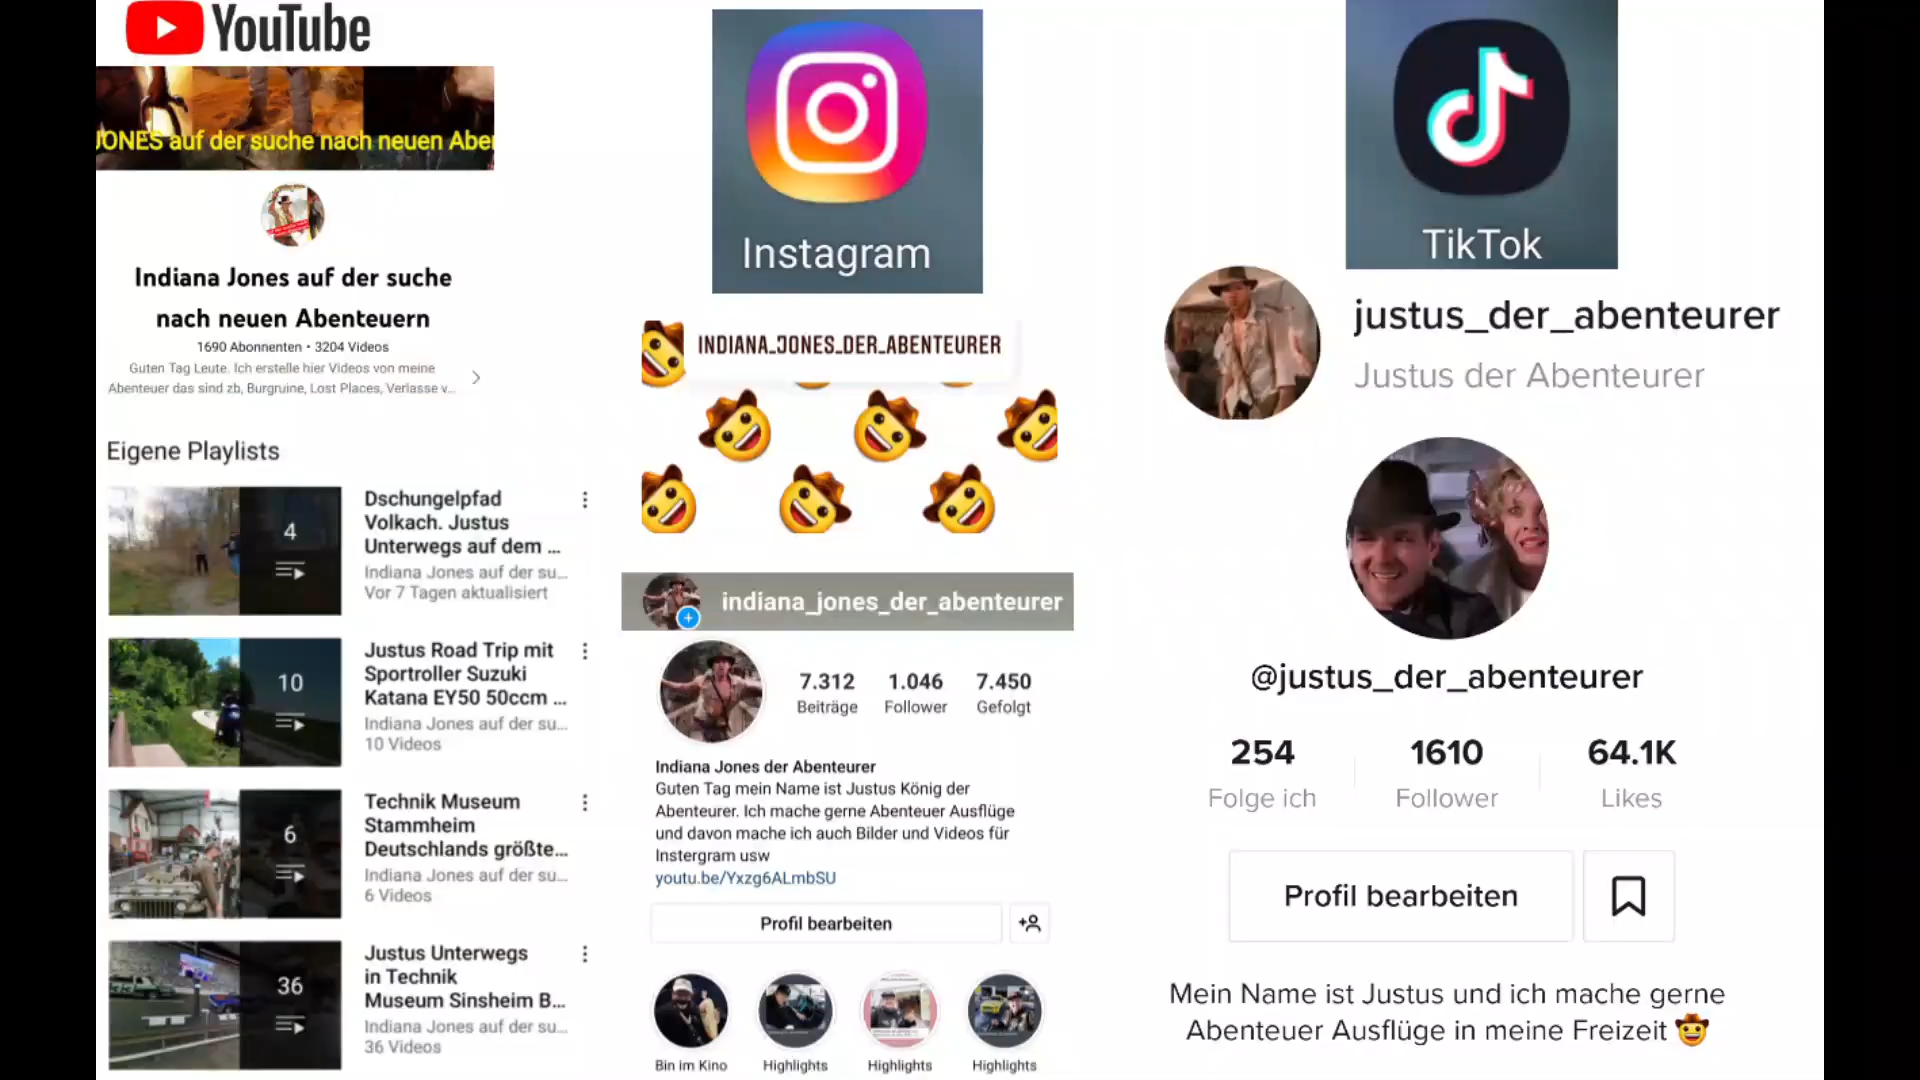 YouTube
JONES auf der suche nach neuen Aben
Indiana Jones auf der suche
nach neuen Abenteuern
1690 Abonnenten • 3204 Videos
Guten Tag Leute. Ich erstelle hier Videos von meine
Abenteuer das sind zb, Burgruine, Lost Places, Verlasse v...
Eigene Playlists
4
Dschungelpfad
Volkach. Justus
Unterwegs auf dem ...
Indiana Jones auf der su...
Vor 7 Tagen aktualisiert
10
Justus Road Trip mit
Sportroller Suzuki
Katana EY50 50ccm ...
Indiana Jones auf der su...
10 Videos
6
Technik Museum
Stammheim
Deutschlands größte...
Indiana Jones auf der su...
6 Videos
36
Justus Unterwegs
in Technik
Museum Sinsheim B...
Indiana Jones auf der su...
36 Videos
Instagram
INDIANA_JONES_DER_ABENTEURER
indiana_jones_der_abenteurer
7.312 1.046 7.450
Beiträge Follower Gefolgt
Indiana Jones der Abenteurer
Guten Tag mein Name ist Justus König der
Abenteurer. Ich mache gerne Abenteuer Ausflüge
und davon mache ich auch Bilder und Videos für
Instergram usw
youtu.be/Yxzg6ALmbSU
Profil bearbeiten
Bin im Kino Highlights Highlights Highlights
TikTok
justus_der_abenteurer
Justus der Abenteurer
@justus_der_abenteurer
254 1610 64.1K
Folge ich Follower Likes
Profil bearbeiten
Mein Name ist Justus und ich mache gerne
Abenteuer Ausflüge in meine Freizeit 🤠